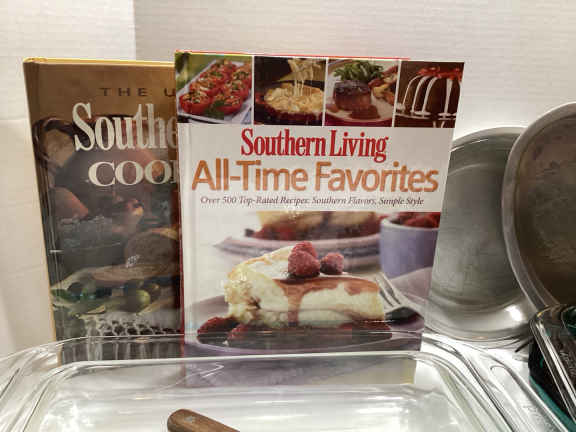 THE U
Southe
COO
Southern Living
All-Time Favorites
Over 500 Top-Rated Recipes: Southern Flavors, Simple Style